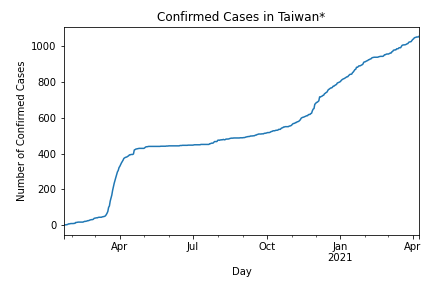 Confirmed Cases in Taiwan*
Number of Confirmed Cases
1000
800
600
400
200
0
Apr
Jul
Oct
Jan
2021
Apr
Day